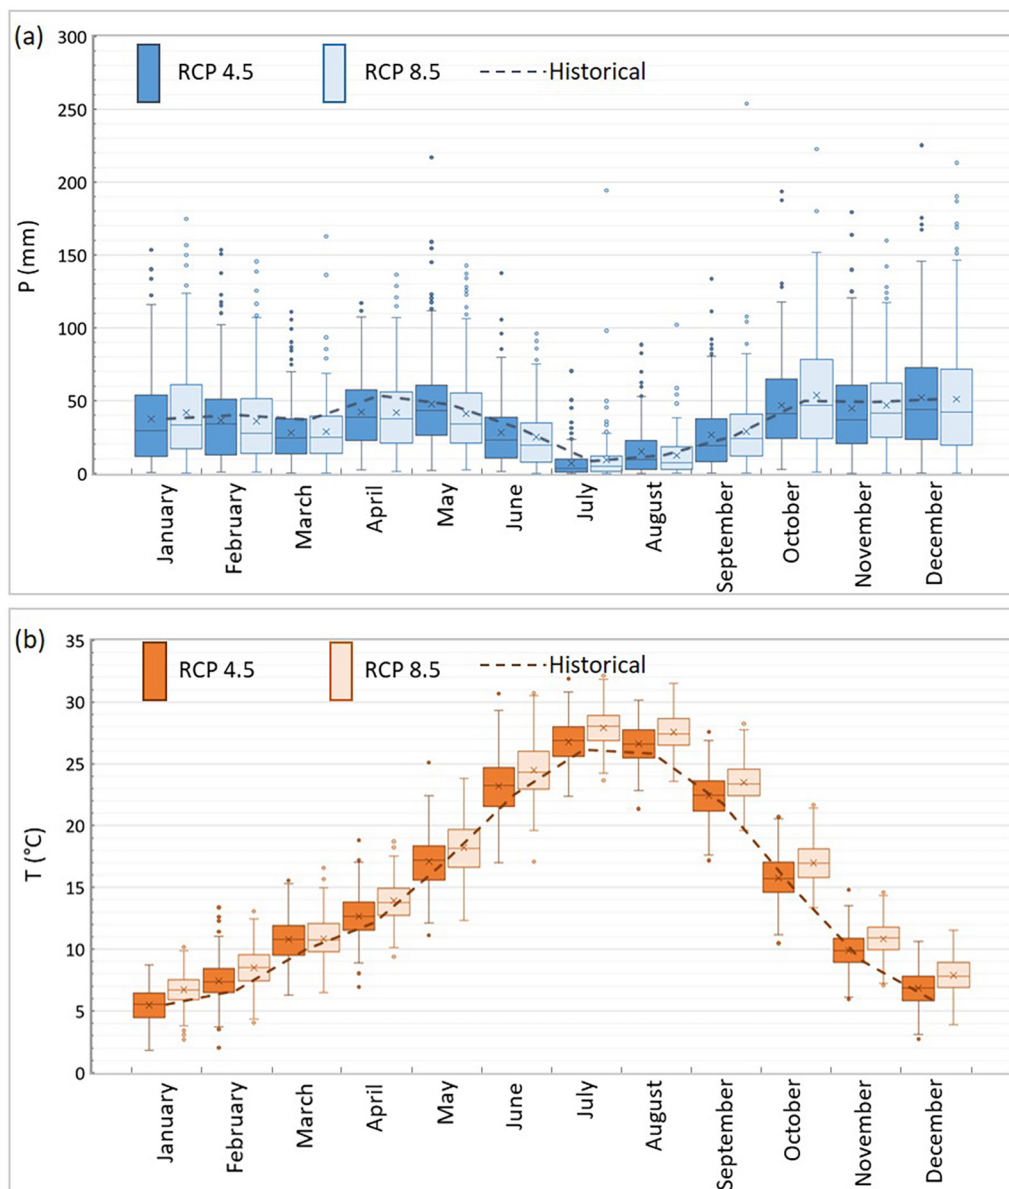 (a)
300
RCP 4.5
RCP 8.5
Historical
250
200
150
100
50
0
P (mm)
January
February
March
April
May
June
July
August
September
October
November
December
(b)
35
RCP 4.5
RCP 8.5
Historical
30
25
20
15
10
5
0
T (°C)
January
February
March
April
May
June
July
August
September
October
November
December